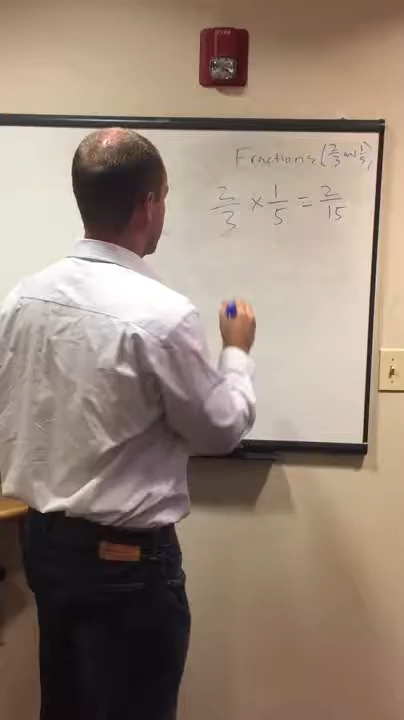 Fractions (2/3 and 1/5)
2/3 × 1/5 = 2/15